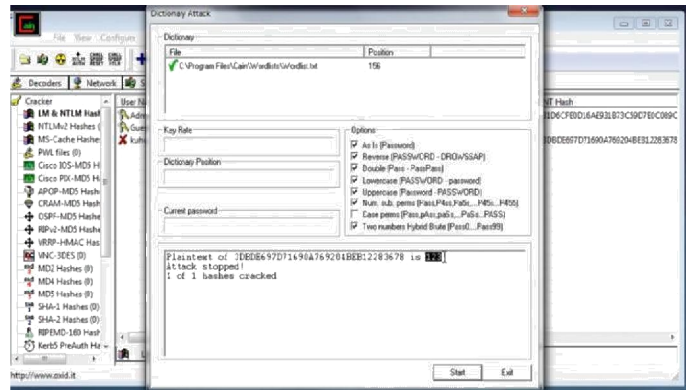 Dictionary Attack
Cain
File View Configure
Decoders Network
Cracker
LM & NTLM Hash
NTLMv2 Hashes (
MS-Cache Hashe
PWL files (0)
Cisco IOS-MD5 H
Cisco PIX-MD5 H
APOP-MD5 Hash
CRAM-MD5 Hash
OSPF-MD5 Hashe
RIPv2-MD5 Hashe
VRRP-HMAC Has
VNC-3DES (0)
MD2 Hashes (0)
MD4 Hashes (0)
MD5 Hashes (0)
SHA-1 Hashes (0)
SHA-2 Hashes (0)
RIPEMD-160 Hash
Kerb5 PreAuth Ha
http://www.oxid.it
User N
Dictionary
File Position
C:\Program Files\Cain\Wordlists\Wordlist.txt 156
Key Rate
Dictionary Position
Current password
Options
As Is (Password)
Reverse (PASSWORD - DROWSSAP)
Double (Pass - PassPass)
Lowercase (PASSWORD - password)
Uppercase (Password - PASSWORD)
Num. sub. perms (Pass,P4ss,Pa5s,...P45s...P455)
Case perms (Pass,pAss,paSs,...PaSs...PASS)
Two numbers Hybrid Brute (Pass0....Pass99)
Plaintext of 3DBDE697D71690A769204BEB12283678 is 123
Attack stopped!
1 of 1 hashes cracked
Start Exit
NT Hash
3DBDE697D71690A769204BEB12283678